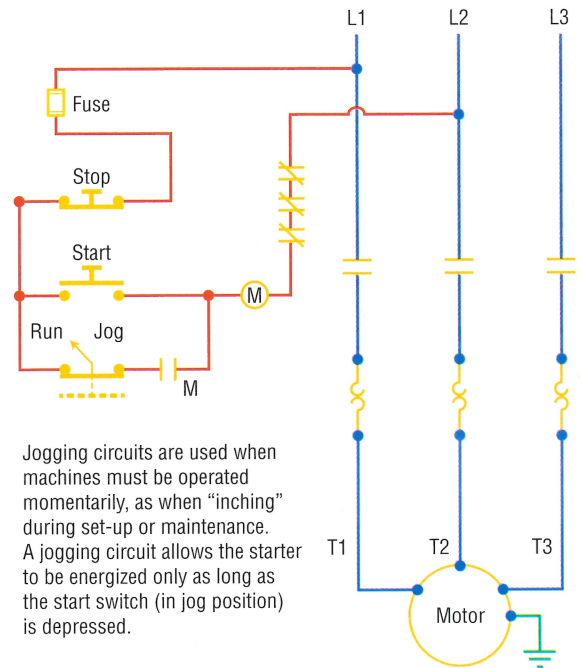 L1 L2 L3
Fuse
Stop
Start
M
Run Jog
M
Jogging circuits are used when
machines must be operated
momentarily, as when “inching”
during set-up or maintenance.
A jogging circuit allows the starter
to be energized only as long as
the start switch (in jog position)
is depressed.
T1 T2 T3
Motor